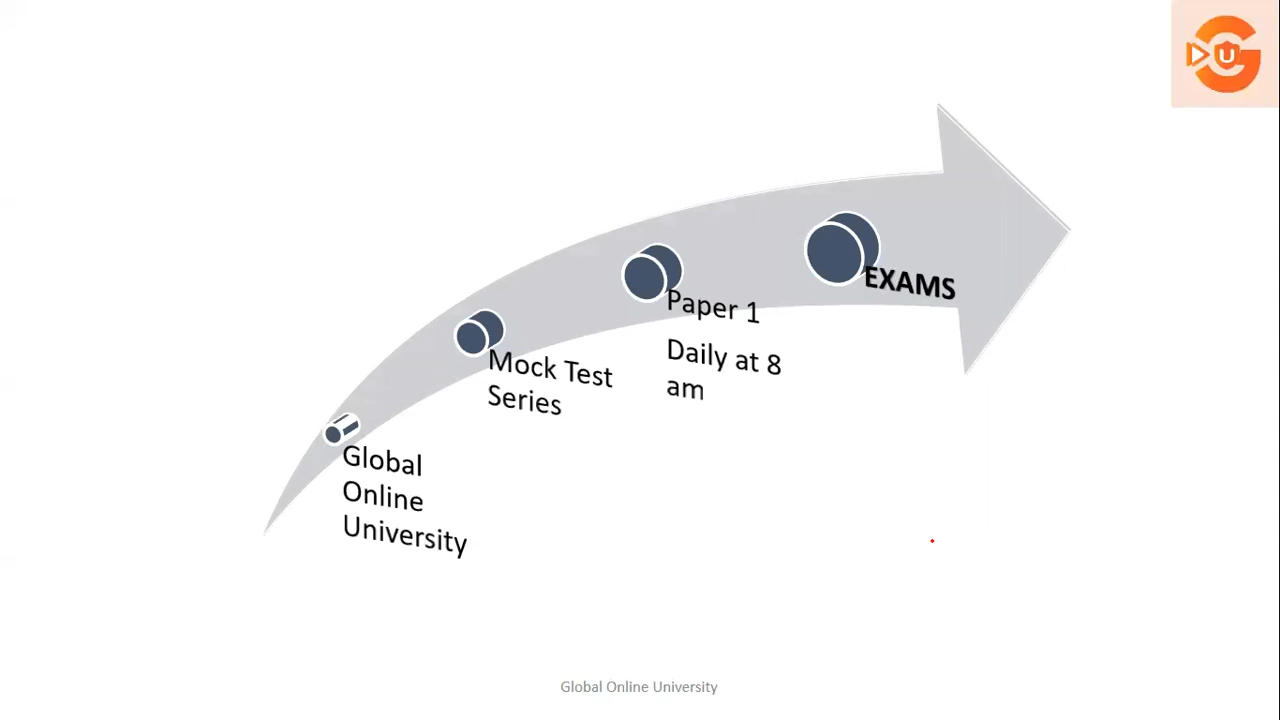 U
EXAMS
Paper 1
Daily at 8
am
Mock Test
Series
Global
Online
University
Global Online University